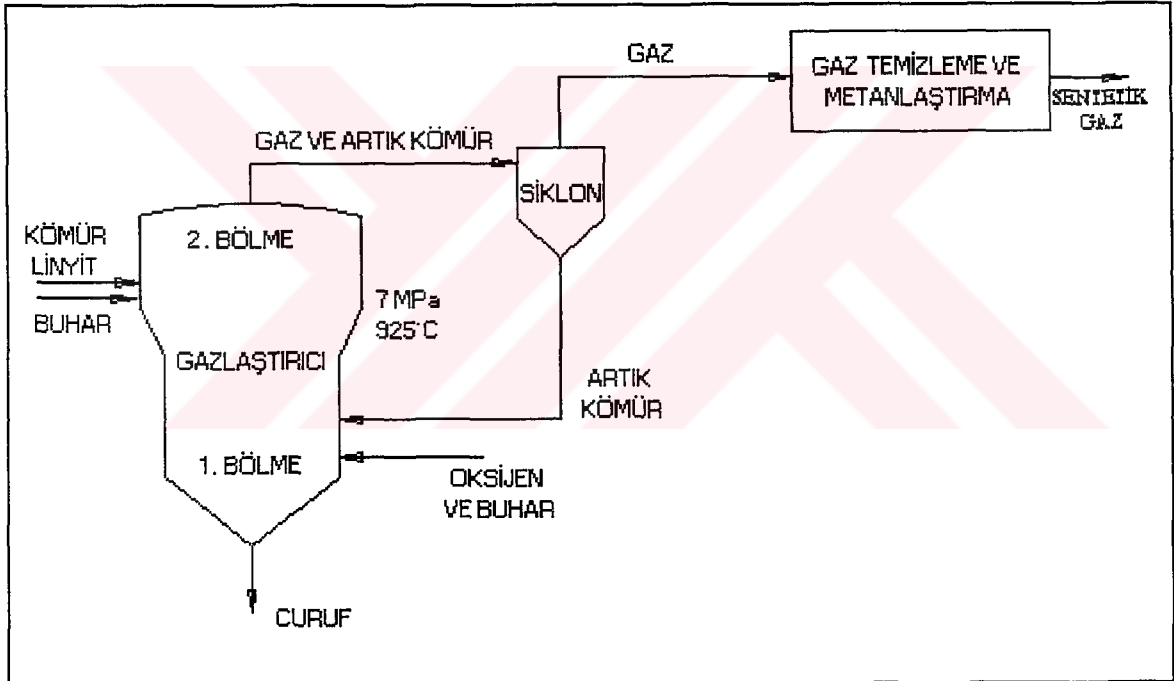 GAZ
GAZ TEMİZLEME VE
METANLAŞTIRMA
SENTETİK
GAZ
GAZ VE ARTIK KÖMÜR
SİKLON
2. BÖLME
KÖMÜR
LİNYİT
BUHAR
7 MPa
925°C
GAZLAŞTIRICI
ARTIK
KÖMÜR
1. BÖLME
OKSİJEN
VE BUHAR
CURUF